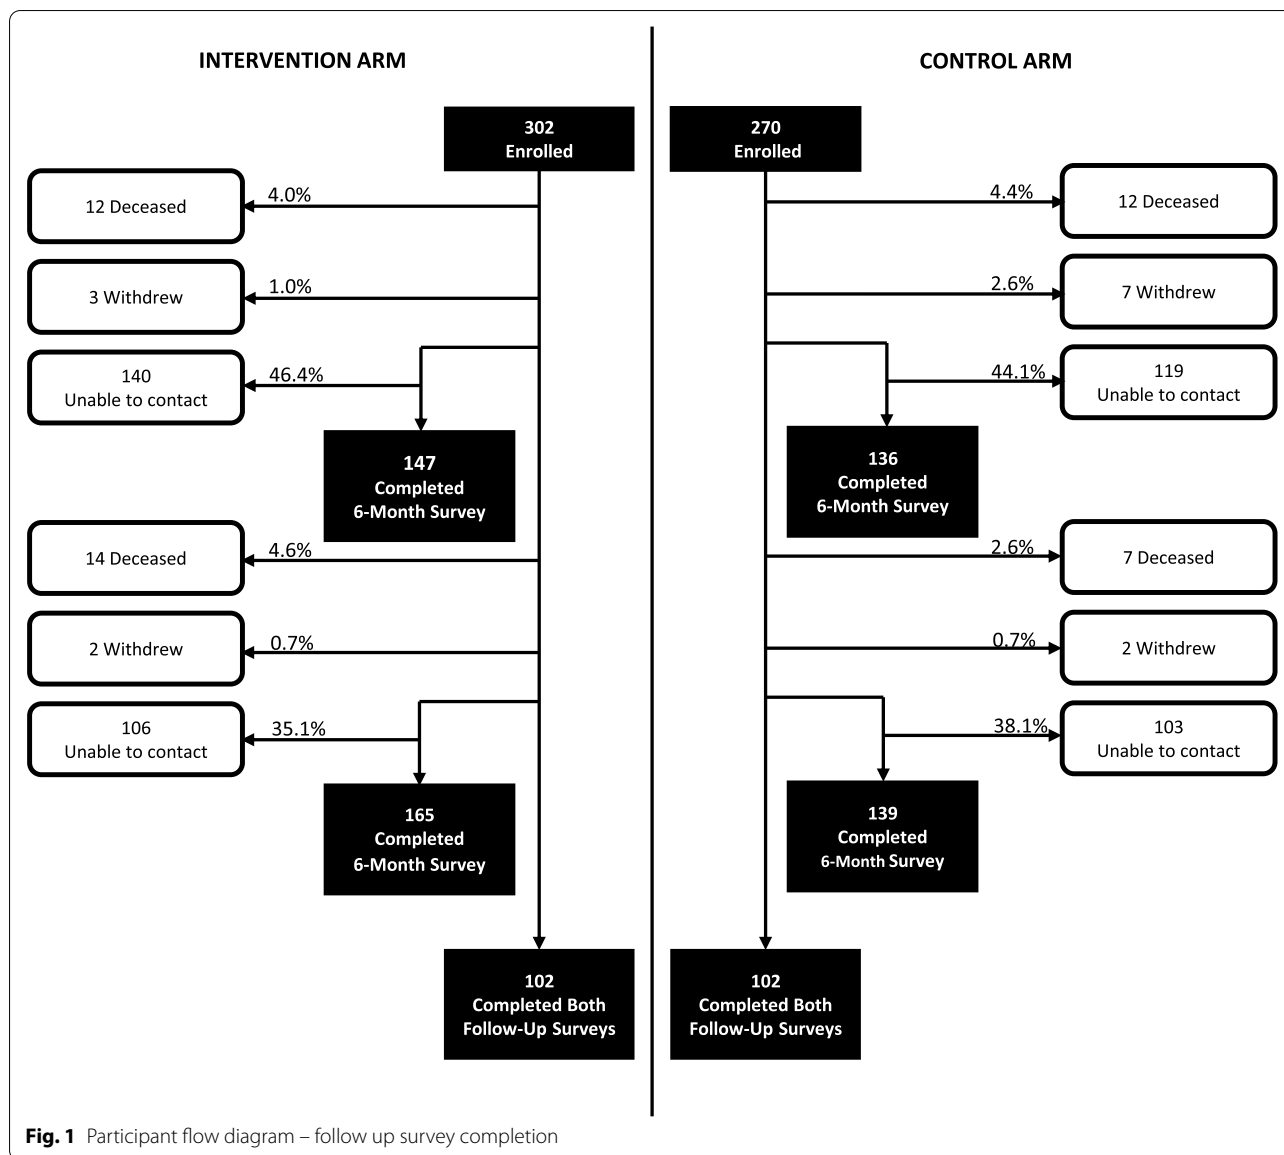 INTERVENTION ARM
302
Enrolled
12 Deceased
4.0%
3 Withdrew
1.0%
140
Unable to contact
46.4%
147
Completed
6-Month Survey
14 Deceased
4.6%
2 Withdrew
0.7%
106
Unable to contact
35.1%
165
Completed
6-Month Survey
102
Completed Both
Follow-Up Surveys
CONTROL ARM
270
Enrolled
4.4%
12 Deceased
2.6%
7 Withdrew
44.1%
119
Unable to contact
136
Completed
6-Month Survey
2.6%
7 Deceased
0.7%
2 Withdrew
38.1%
103
Unable to contact
139
Completed
6-Month Survey
102
Completed Both
Follow-Up Surveys
Fig. 1 Participant flow diagram – follow up survey completion